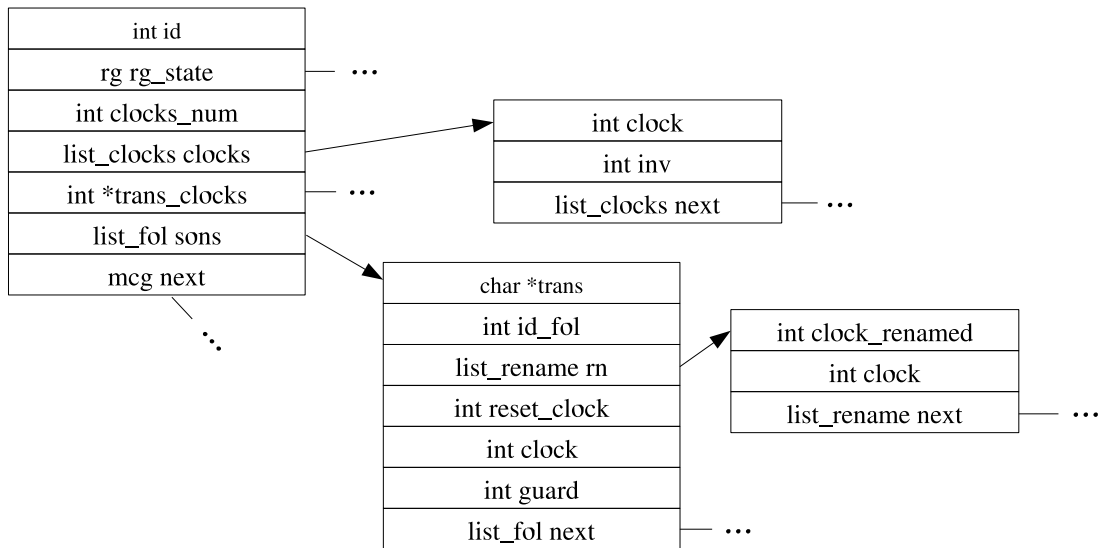 int id
rg rg_state
...
int clocks_num
list_clocks clocks
int *trans_clocks
...
list_fol sons
mcg next
...
int clock
int inv
list_clocks next
...
char *trans
int id_fol
list_rename rn
int reset_clock
int clock
int guard
list_fol next
...
int clock_renamed
int clock
list_rename next
...